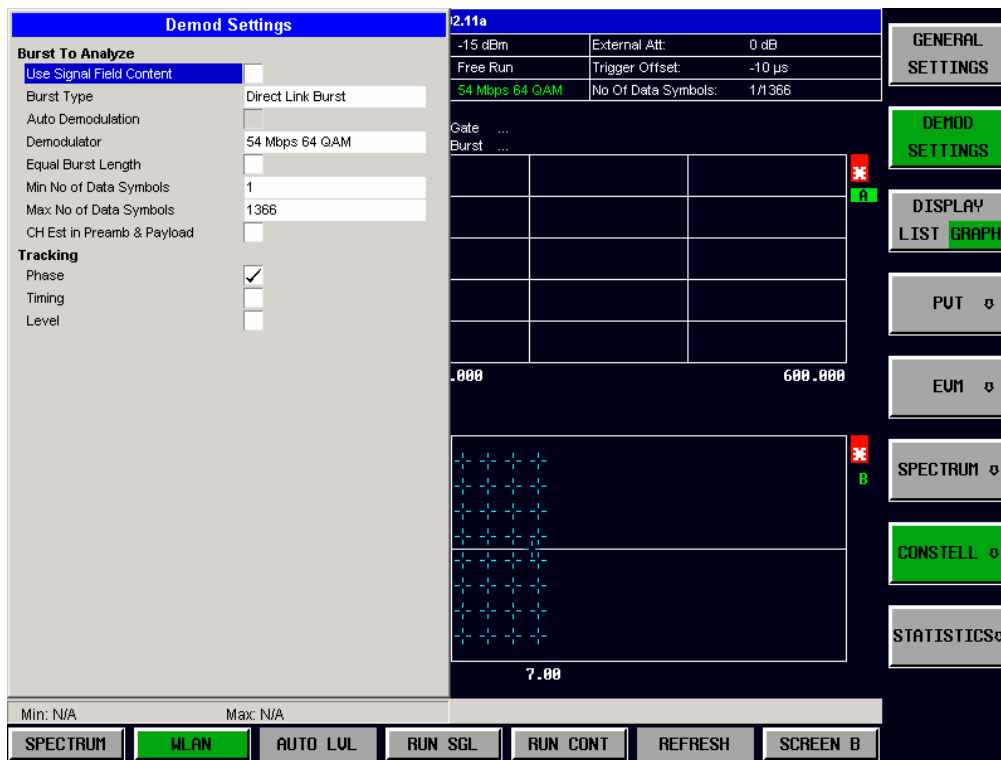 Demod Settings
Burst To Analyze
Use Signal Field Content
Burst Type Direct Link Burst
Auto Demodulation
Demodulator 54 Mbps 64 QAM
Equal Burst Length
Min No of Data Symbols 1
Max No of Data Symbols 1366
CH Est in Preamb & Payload
Tracking
Phase
Timing
Level
Min: N/A Max: N/A
2.11a
-15 dBm External Att: 0 dB
Free Run Trigger Offset: -10 µs
54 Mbps 64 QAM No Of Data Symbols: 1/1366
Gate ...
Burst ...
A
.000 600.000
B
7.00
GENERAL
SETTINGS
DEMOD
SETTINGS
DISPLAY
LIST GRAPH
PVT
EVM
SPECTRUM
CONSTELL
STATISTICS
SPECTRUM WLAN AUTO LVL RUN SGL RUN CONT REFRESH SCREEN B